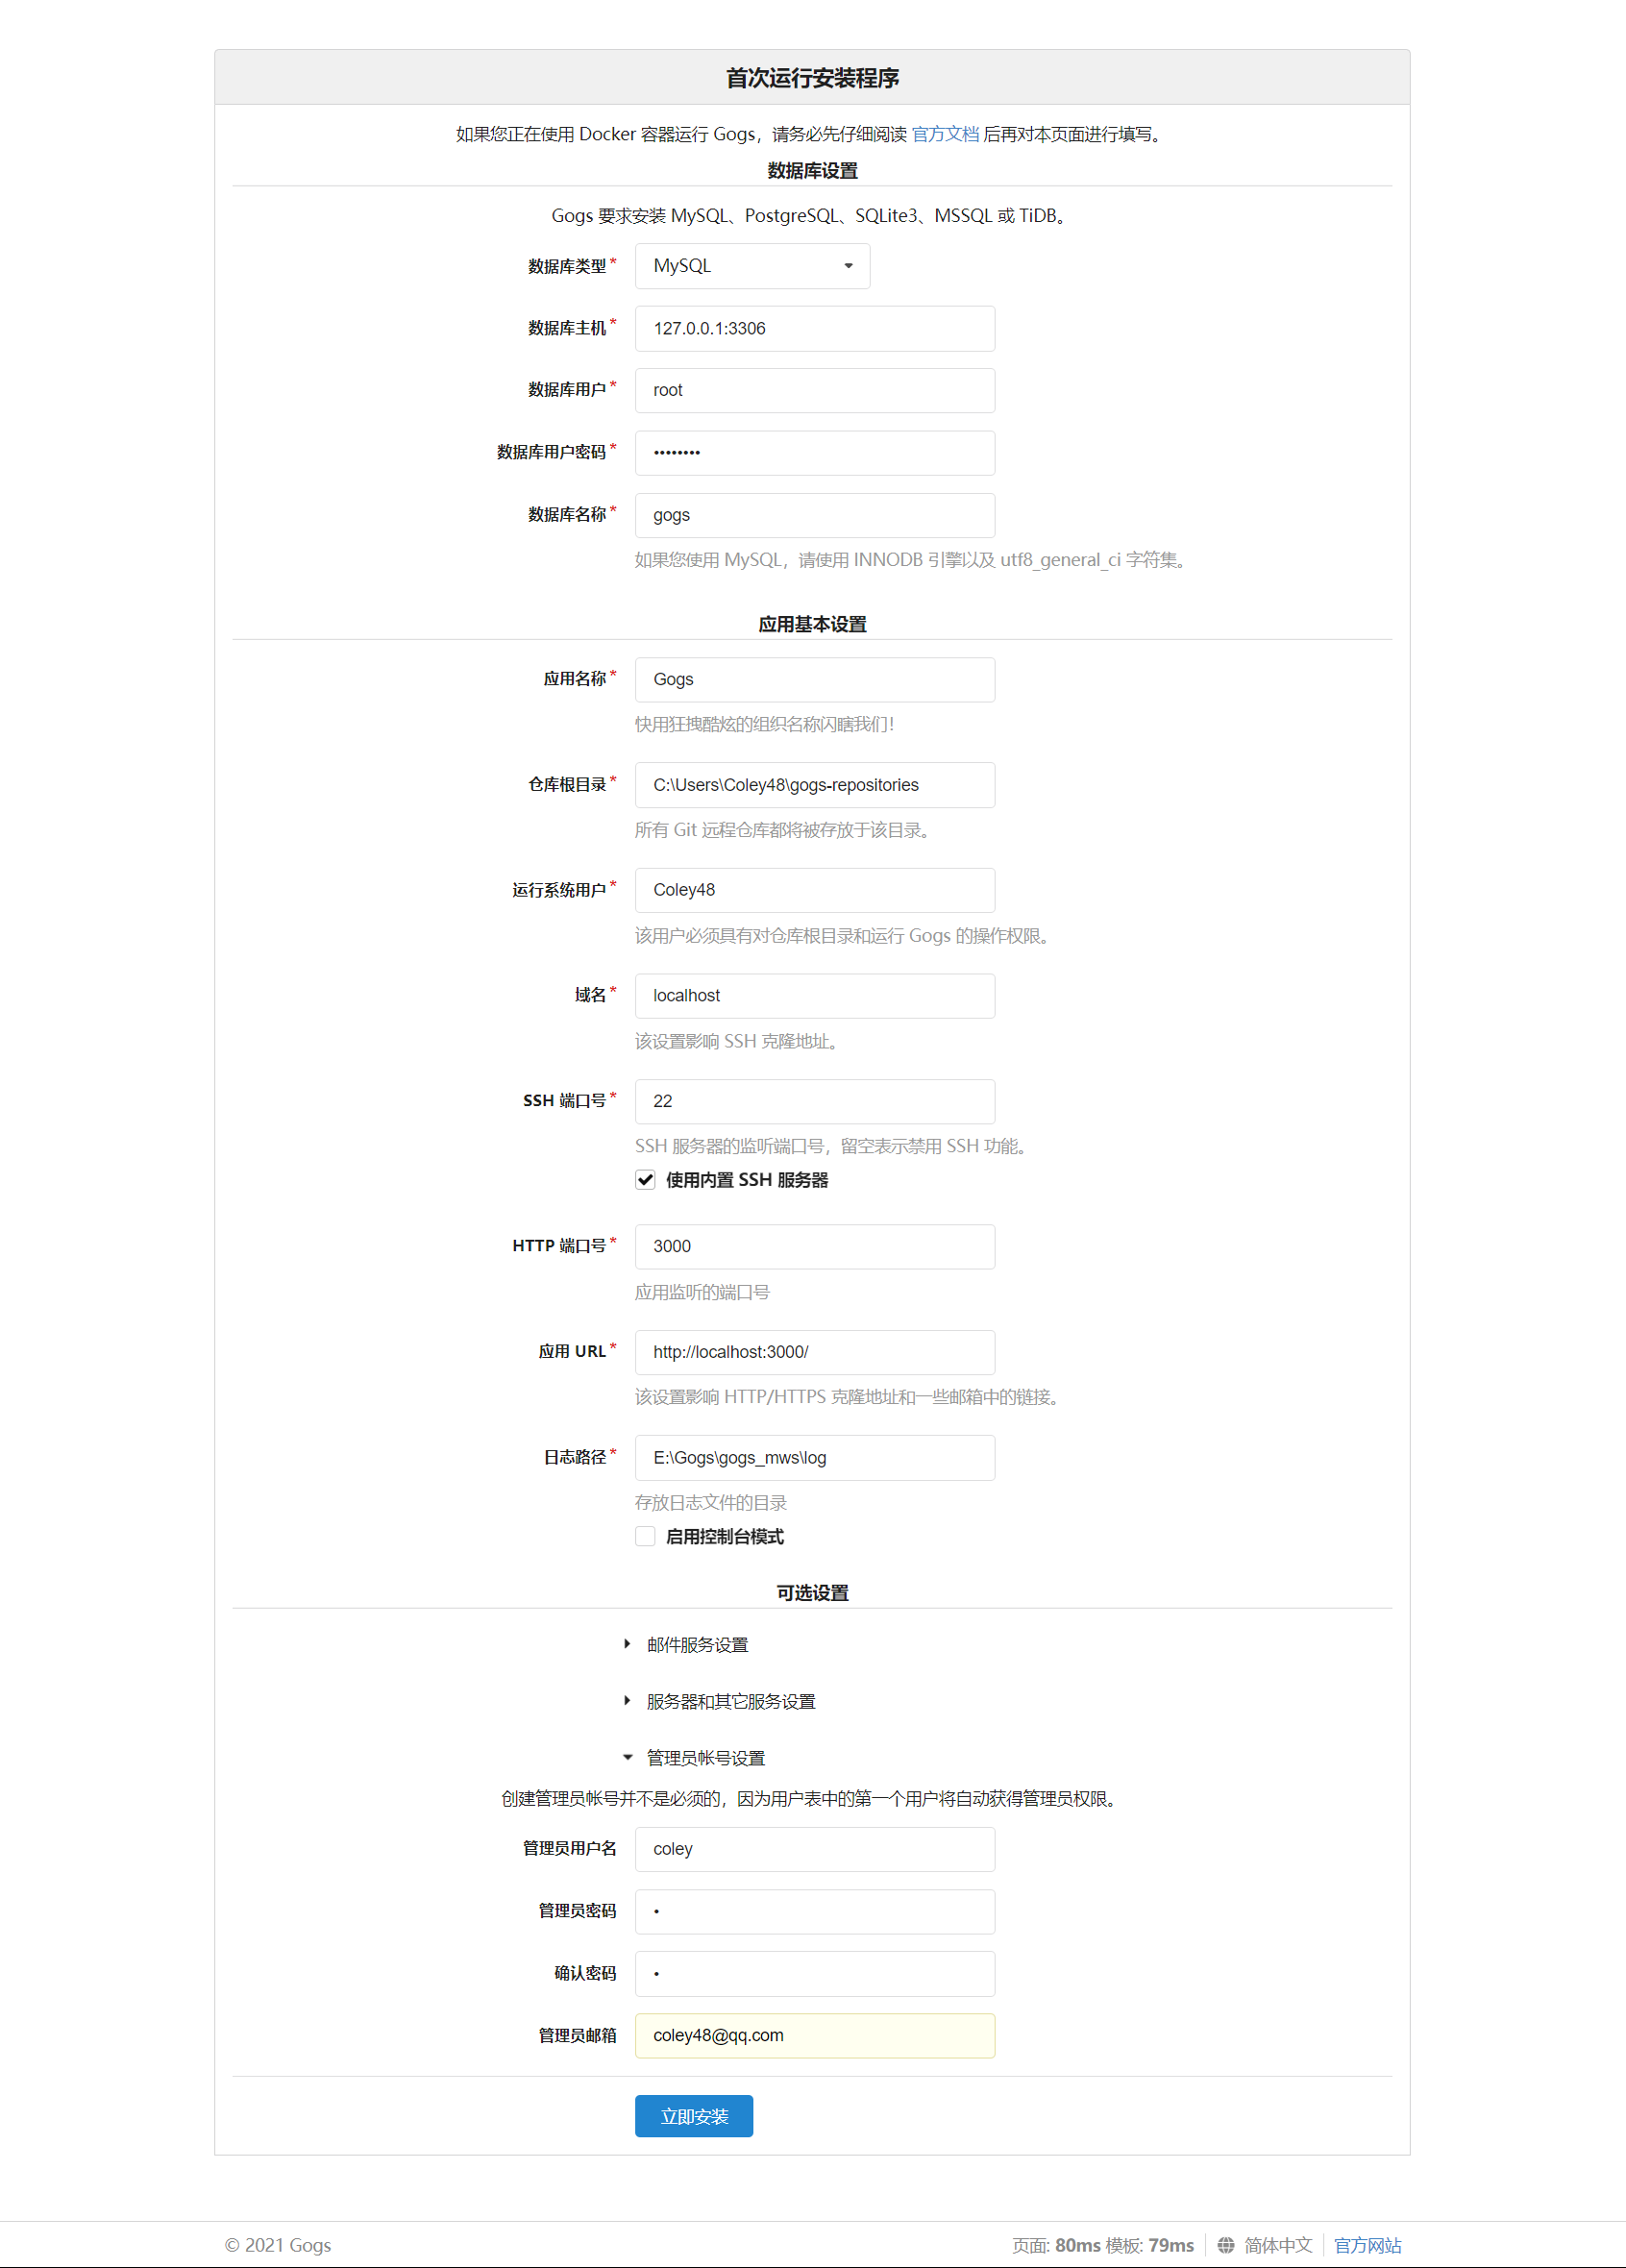 首次运行安装程序
如果您正在使用 Docker 容器运行 Gogs，请务必先仔细阅读 官方文档 后再对本页面进行填写。
数据库设置
Gogs 要求安装 MySQL、PostgreSQL、SQLite3、MSSQL 或 TiDB。
数据库类型* MySQL
数据库主机* 127.0.0.1:3306
数据库用户* root
数据库用户密码* ••••••••
数据库名称* gogs
如果您使用 MySQL，请使用 INNODB 引擎以及 utf8_general_ci 字符集。
应用基本设置
应用名称* Gogs
快用狂拽酷炫的组织名称闪瞎我们！
仓库根目录* C:\Users\Coley48\gogs-repositories
所有 Git 远程仓库都将被存放于该目录。
运行系统用户* Coley48
该用户必须具有对仓库根目录和运行 Gogs 的操作权限。
域名* localhost
该设置影响 SSH 克隆地址。
SSH 端口号* 22
SSH 服务器的监听端口号，留空表示禁用 SSH 功能。
使用内置 SSH 服务器
HTTP 端口号* 3000
应用监听的端口号
应用 URL* http://localhost:3000/
该设置影响 HTTP/HTTPS 克隆地址和一些邮箱中的链接。
日志路径* E:\Gogs\gogs_mws\log
存放日志文件的目录
启用控制台模式
可选设置
邮件服务设置
服务器和其它服务设置
管理员帐号设置
创建管理员帐号并不是必须的，因为用户表中的第一个用户将自动获得管理员权限。
管理员用户名 coley
管理员密码 •
确认密码 •
管理员邮箱 coley48@qq.com
立即安装
© 2021 Gogs 页面: 80ms 模板: 79ms 简体中文 官方网站